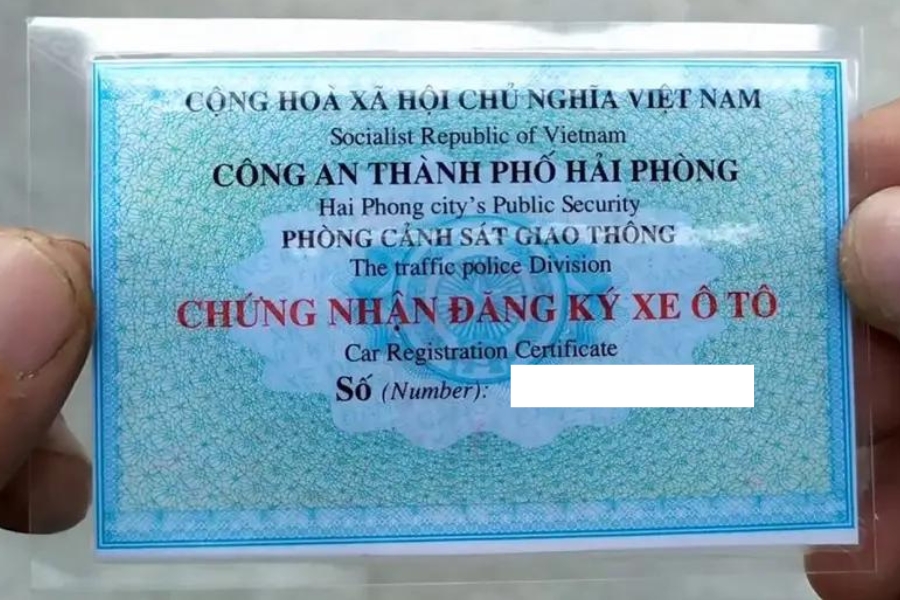 CỘNG HOÀ XÃ HỘI CHỦ NGHĨA VIỆT NAM
Socialist Republic of Vietnam
CÔNG AN THÀNH PHỐ HẢI PHÒNG
Hai Phong city's Public Security
PHÒNG CẢNH SÁT GIAO THÔNG
The traffic police Division
CHỨNG NHẬN ĐĂNG KÝ XE Ô TÔ
Car Registration Certificate
Số (Number):